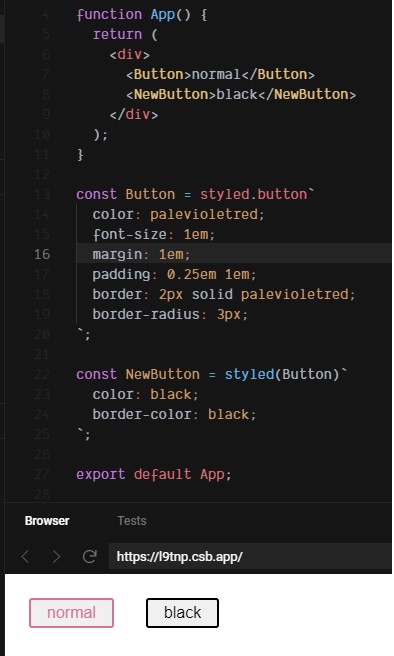 4 function App() {
5 return (
6 <div>
7 <Button>normal</Button>
8 <NewButton>black</NewButton>
9 </div>
10 );
11 }
12
13 const Button = styled.button`
14 color: palevioletred;
15 font-size: 1em;
16 margin: 1em;
17 padding: 0.25em 1em;
18 border: 2px solid palevioletred;
19 border-radius: 3px;
20 `;
21
22 const NewButton = styled(Button)`
23 color: black;
24 border-color: black;
25 `;
26
27 export default App;
28
Browser Tests
https://l9tnp.csb.app/
normal black